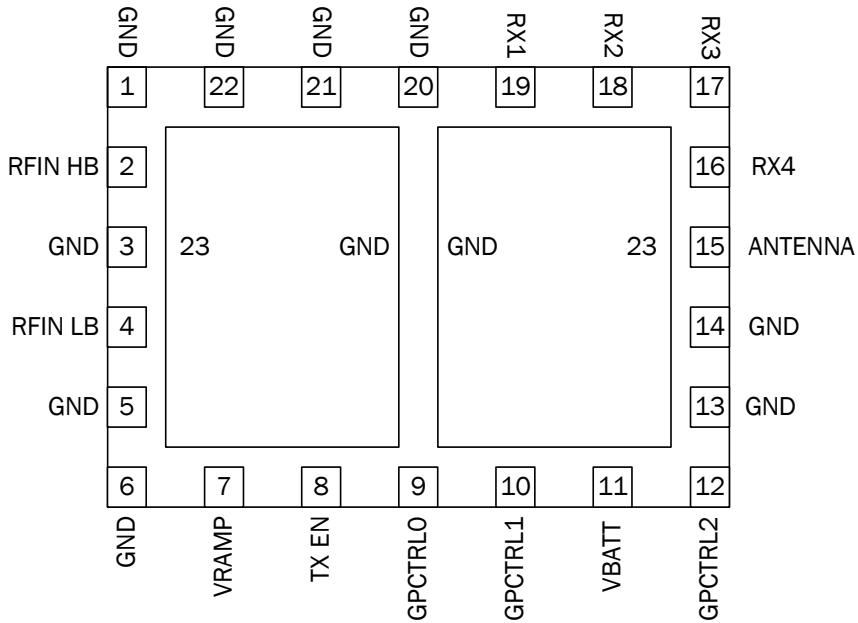 GND GND GND GND RX1 RX2 RX3
1 22 21 20 19 18 17
RFIN HB 2 16 RX4
GND 3 23 GND GND 23 15 ANTENNA
RFIN LB 4 14 GND
GND 5 13 GND
6 7 8 9 10 11 12
GND VRAMP TX EN GPCTRL0 GPCTRL1 VBATT GPCTRL2